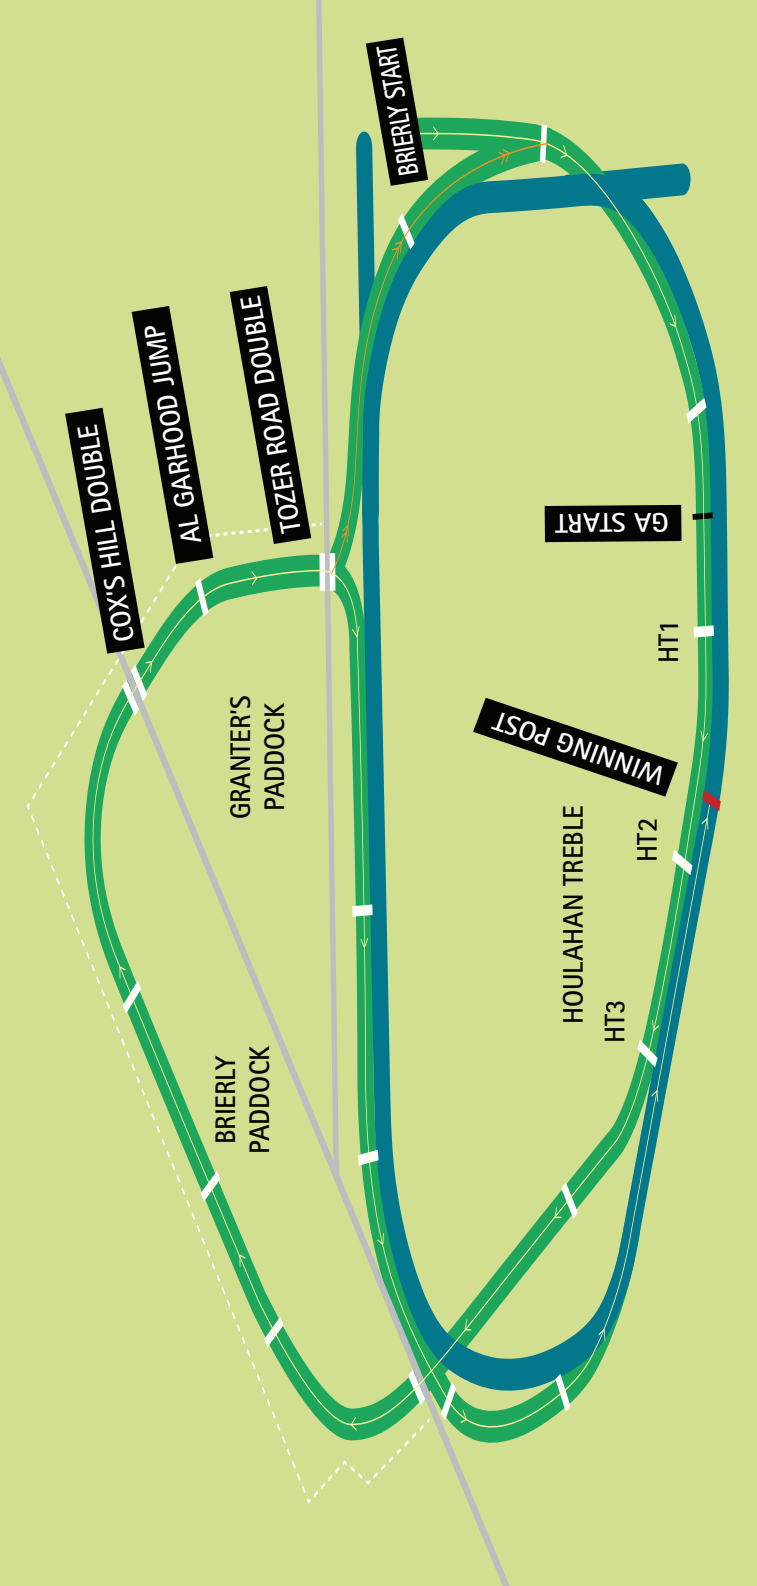 BRIERLY START
TOZER ROAD DOUBLE
AL GARHOOD JUMP
COX'S HILL DOUBLE
GA START
HT1
GRANTER'S
PADDOCK
WINNING POST
HT2
HOULAHAN TREBLE
HT3
BRIERLY
PADDOCK